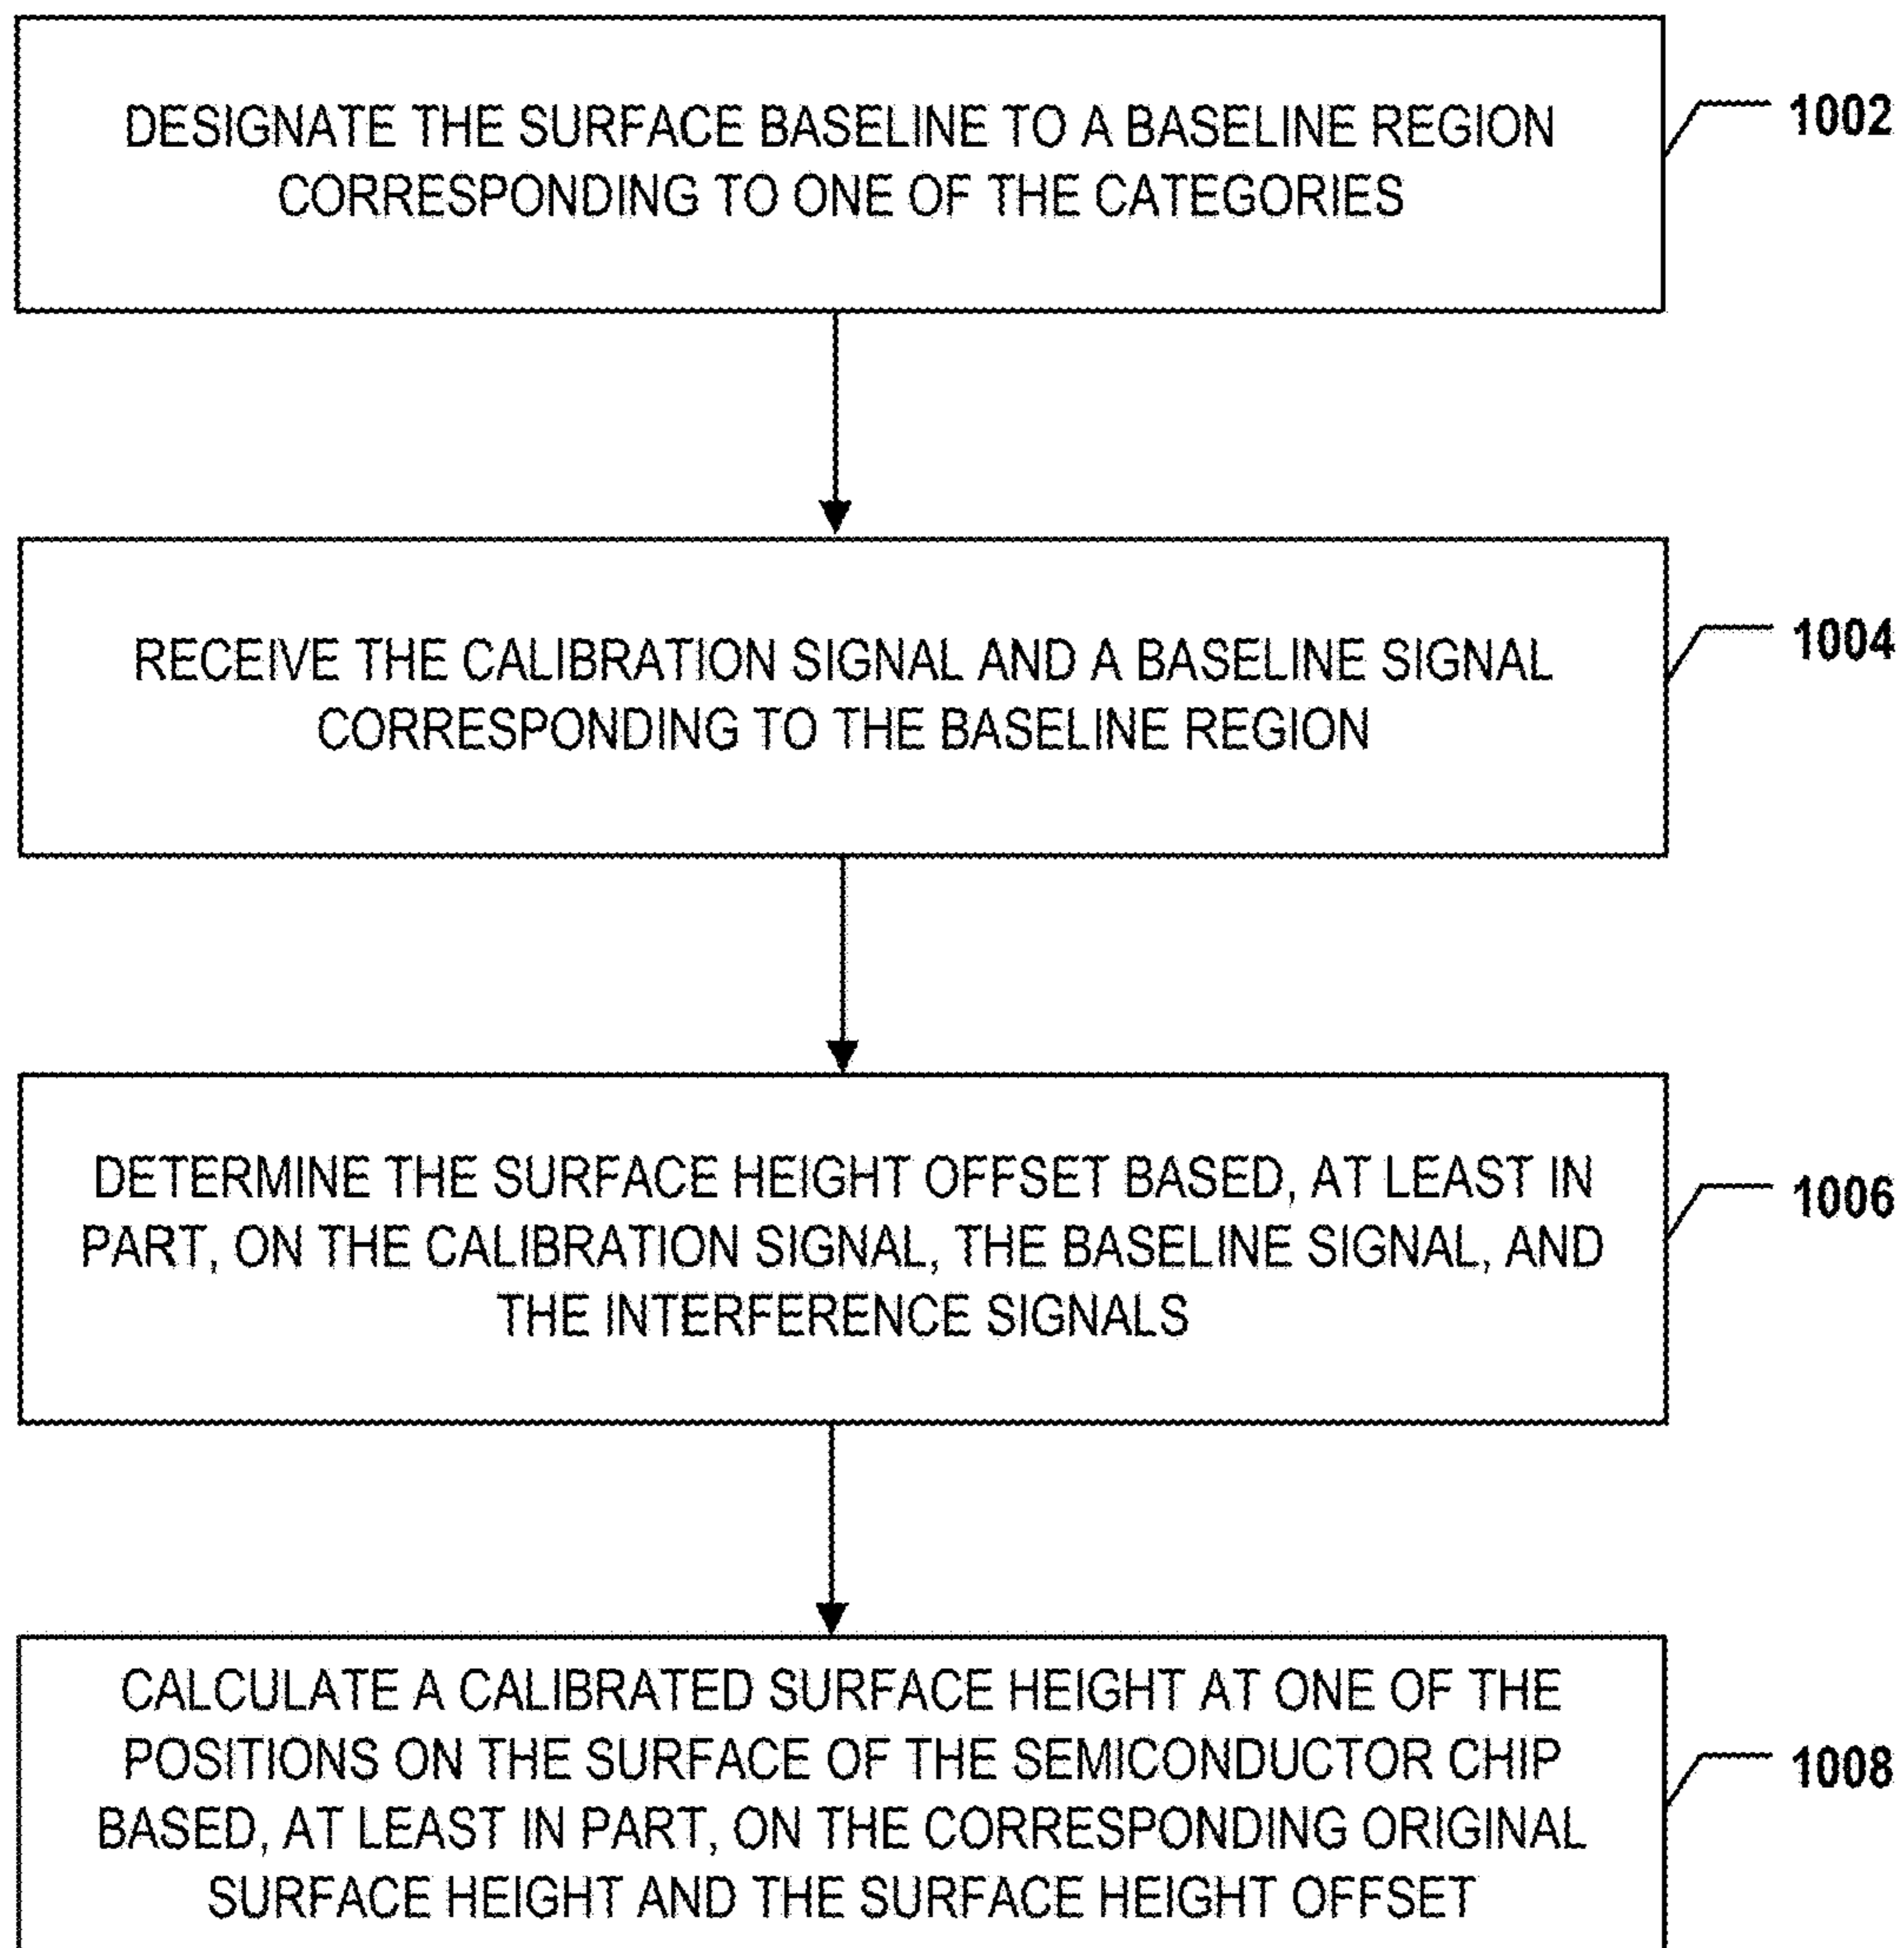 DESIGNATE THE SURFACE BASELINE TO A BASELINE REGION
CORRESPONDING TO ONE OF THE CATEGORIES
1002
RECEIVE THE CALIBRATION SIGNAL AND A BASELINE SIGNAL
CORRESPONDING TO THE BASELINE REGION
1004
DETERMINE THE SURFACE HEIGHT OFFSET BASED, AT LEAST IN
PART, ON THE CALIBRATION SIGNAL, THE BASELINE SIGNAL, AND
THE INTERFERENCE SIGNALS
1006
CALCULATE A CALIBRATED SURFACE HEIGHT AT ONE OF THE
POSITIONS ON THE SURFACE OF THE SEMICONDUCTOR CHIP
BASED, AT LEAST IN PART, ON THE CORRESPONDING ORIGINAL
SURFACE HEIGHT AND THE SURFACE HEIGHT OFFSET
1008